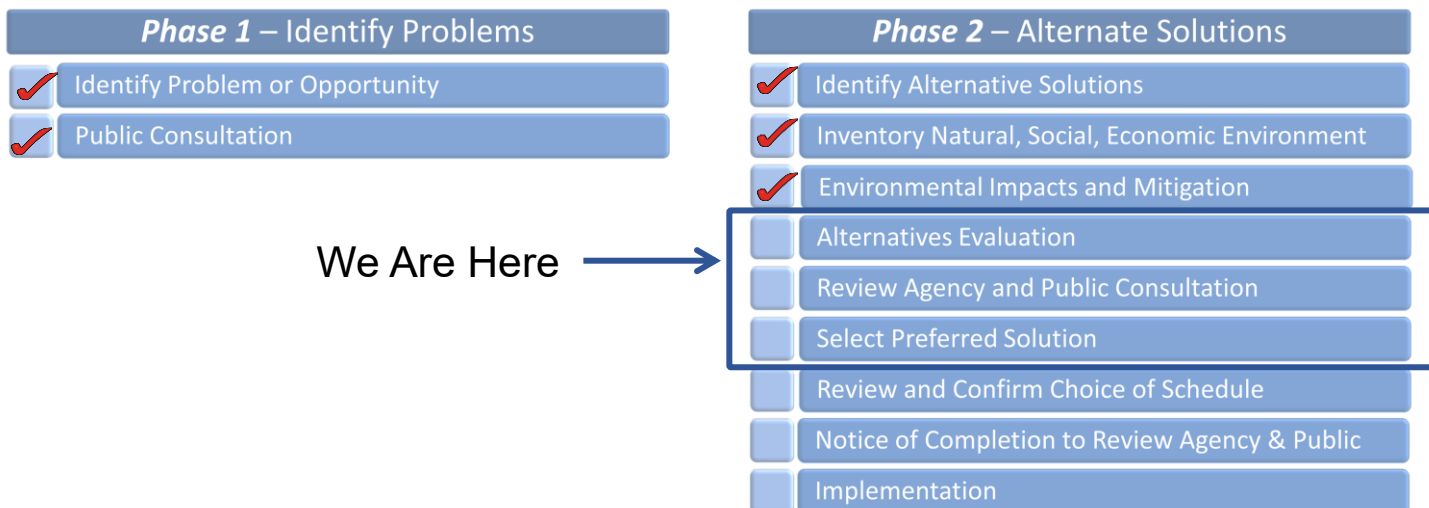 Phase 1 – Identify Problems
Identify Problem or Opportunity
Public Consultation
We Are Here
Phase 2 – Alternate Solutions
Identify Alternative Solutions
Inventory Natural, Social, Economic Environment
Environmental Impacts and Mitigation
Alternatives Evaluation
Review Agency and Public Consultation
Select Preferred Solution
Review and Confirm Choice of Schedule
Notice of Completion to Review Agency & Public
Implementation